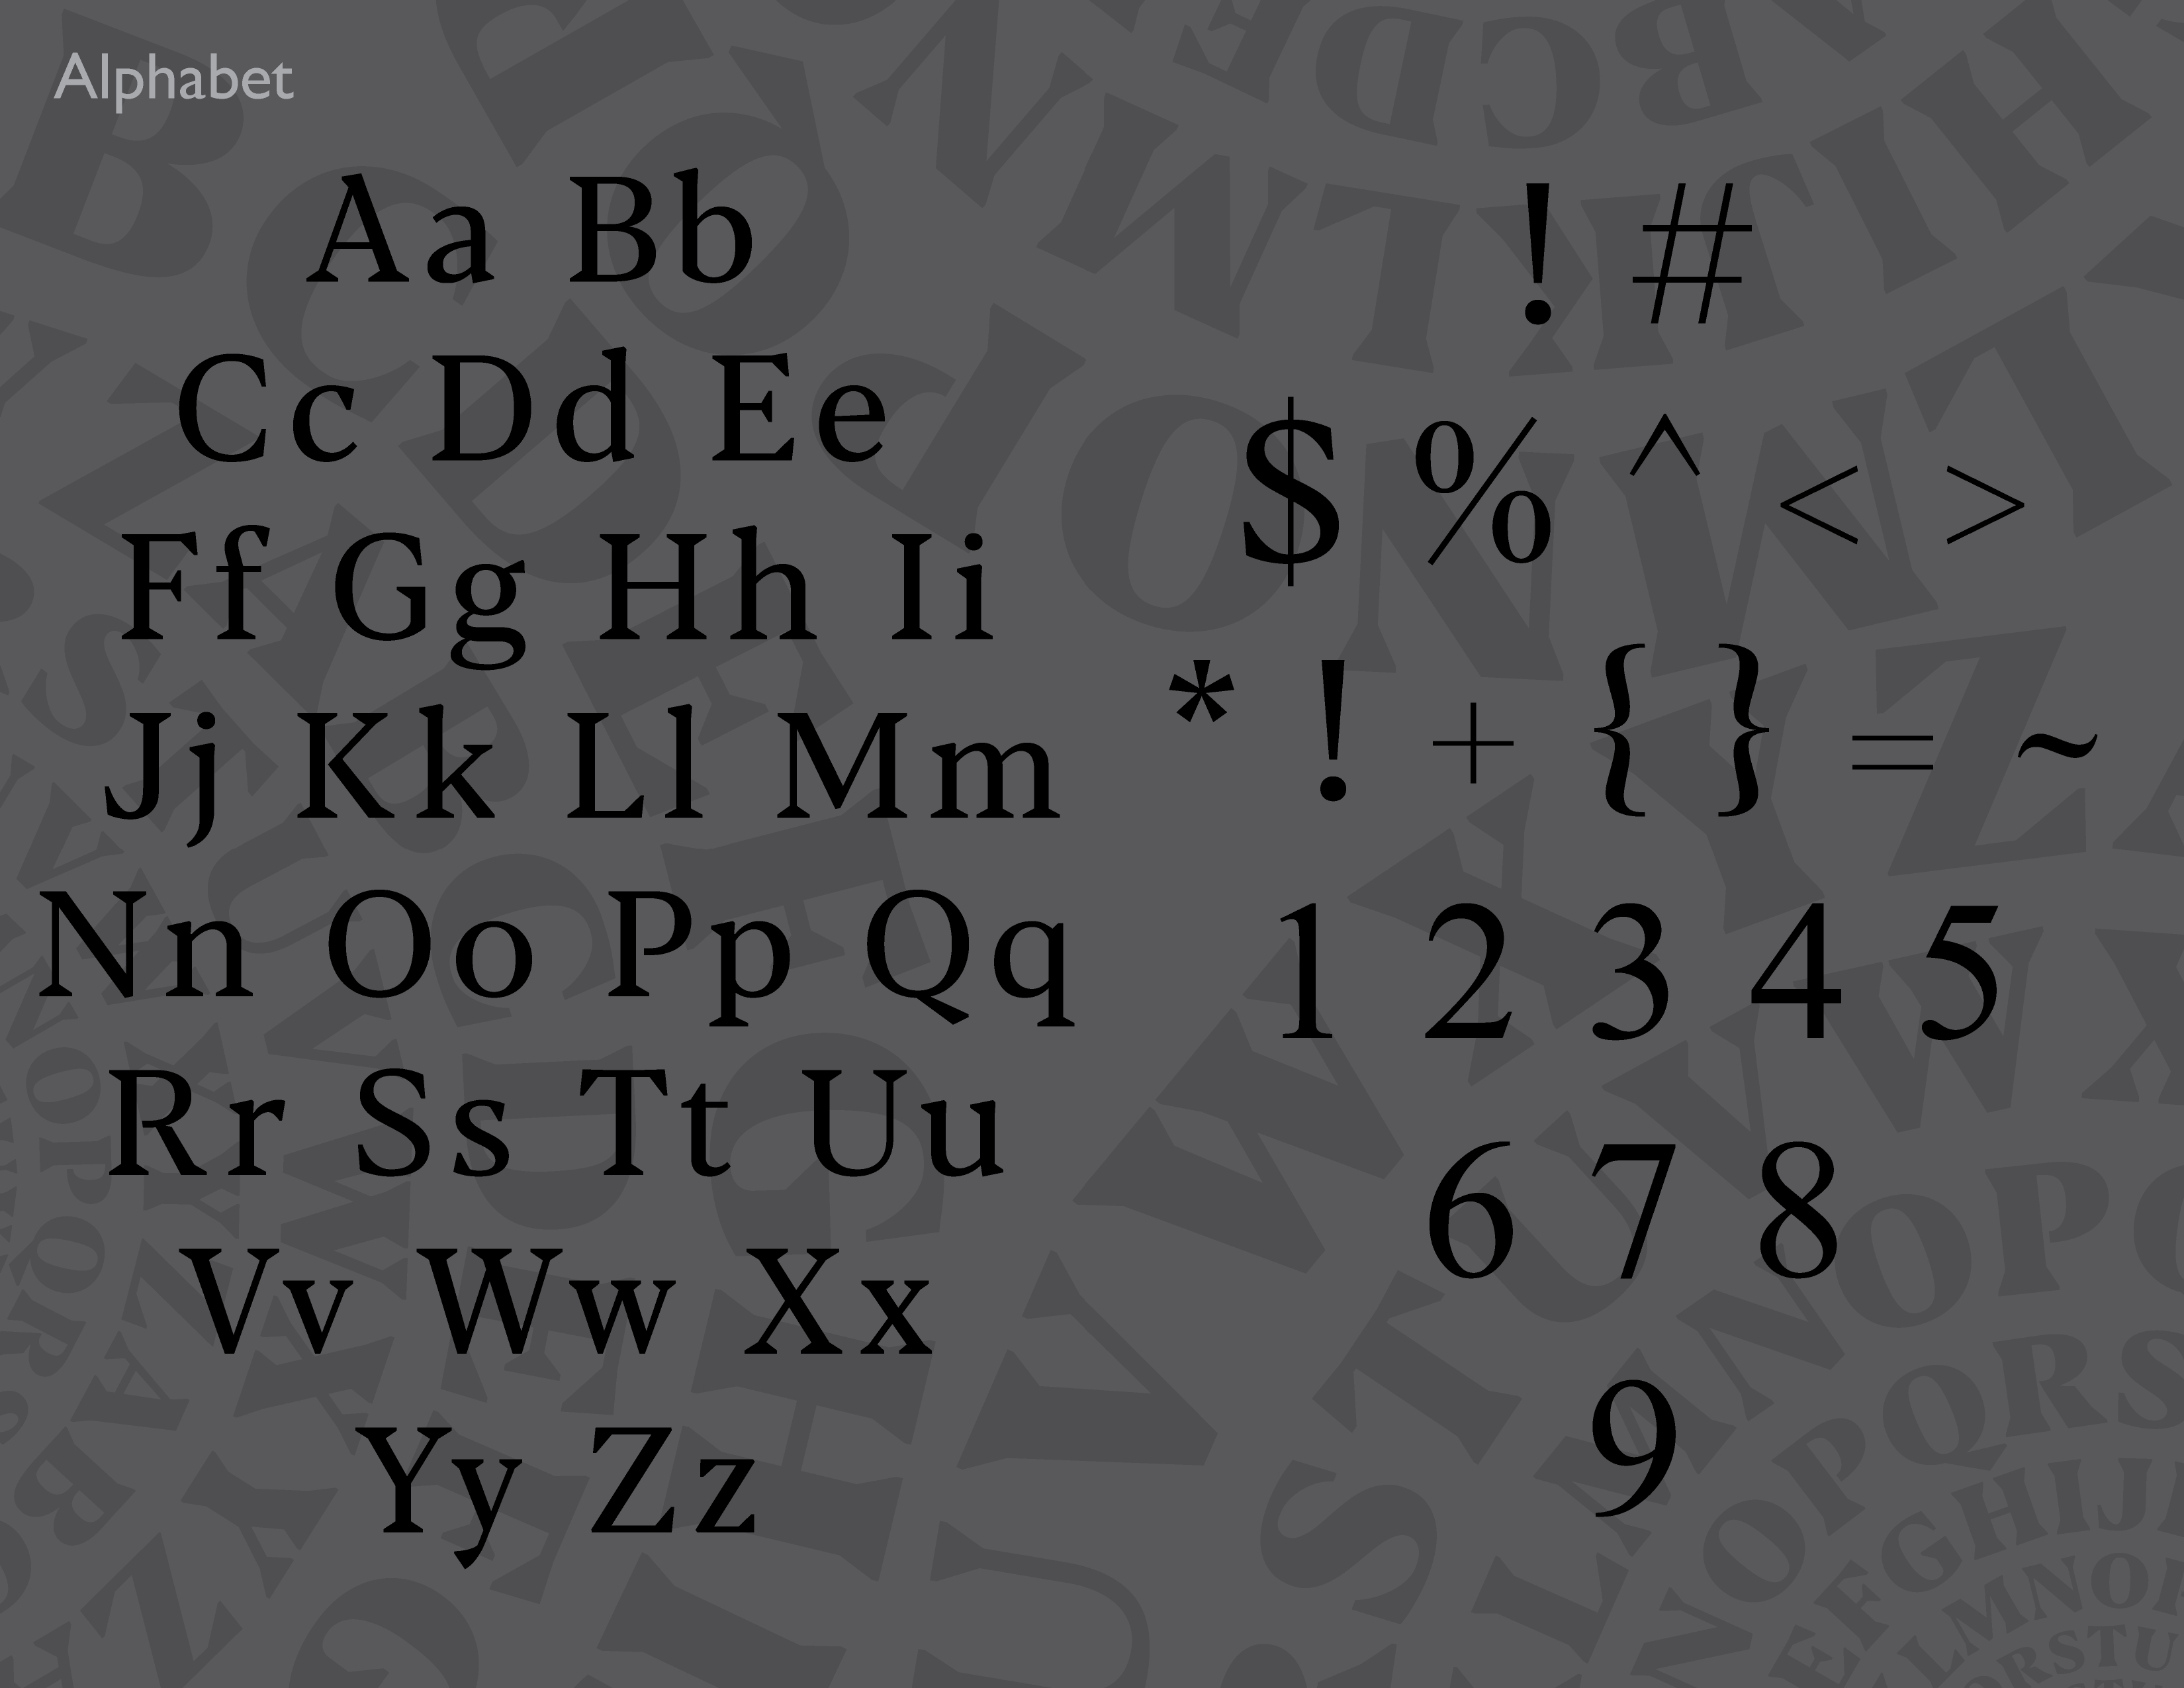 Alphabet
Aa Bb
Cc Dd Ee
Ff Gg Hh Ii
Jj Kk Ll Mm
Nn Oo Pp Qq
Rr Ss Tt Uu
Vv Ww Xx
Yy Zz
! #
$ % ^ < >
* ! + { } = ~
1 2 3 4 5
6 7 8
9